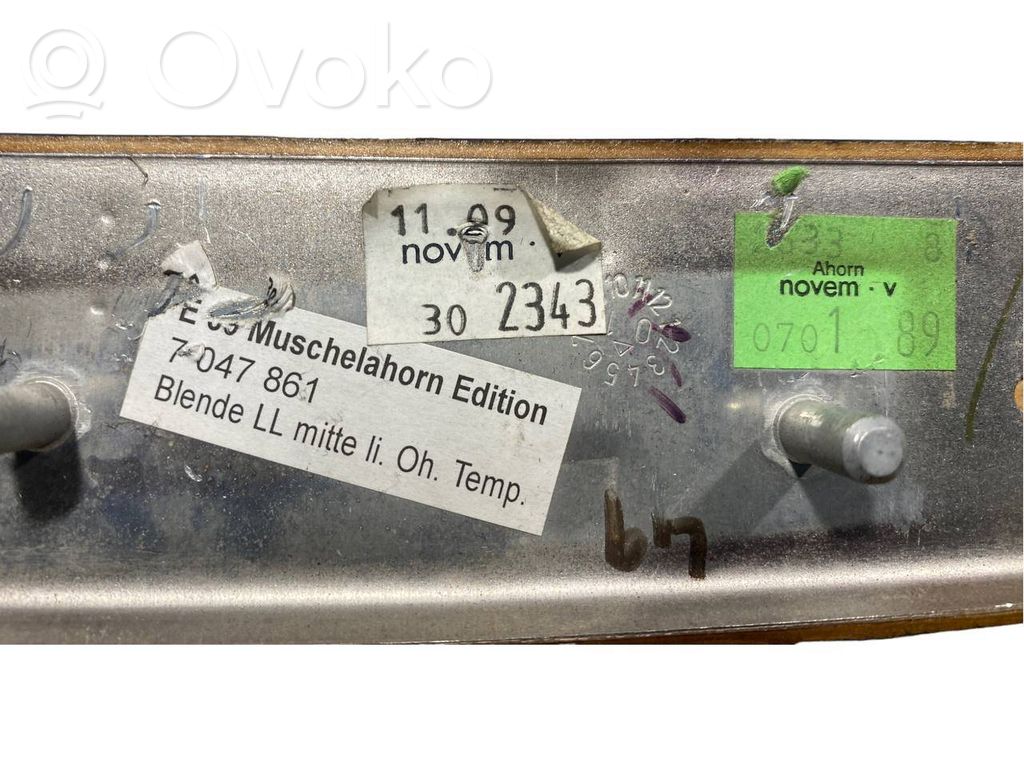 Ovoko
11.09
novem
30 2343
Muschelahorn Edition
7 047 861
Blende LL mitte li. Oh. Temp.
Ahorn
novem · v
0701 89